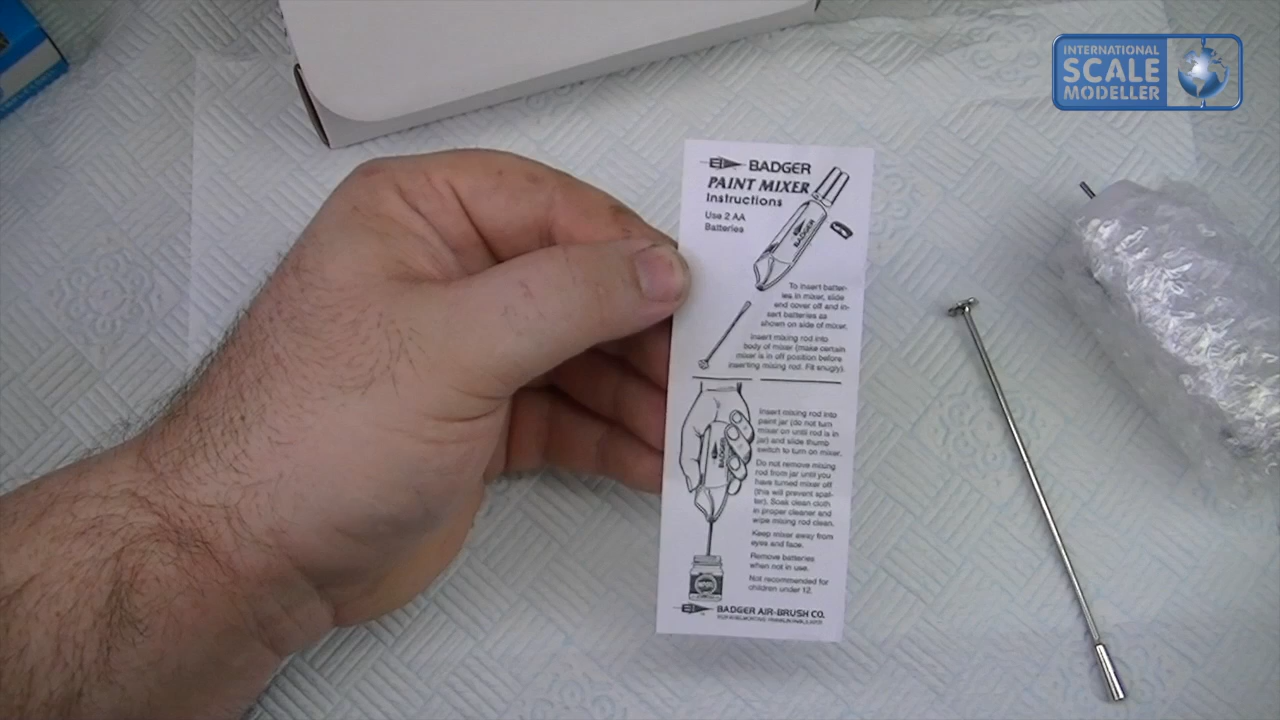 INTERNATIONAL
SCALE
MODELLER
BADGER
PAINT MIXER
Instructions
Use 2 AA
Batteries
BADGER
To insert batter-
ies in mixer, slide
end cover off and in-
sert batteries as
shown on side of mixer.
Insert mixing rod into
body of mixer (make certain
mixer is in off position before
inserting mixing rod. Fit snugly).
Insert mixing rod into
paint jar (do not turn
mixer on until rod is in
jar) and slide thumb
switch to turn on mixer.
BADGER
Do not remove mixing
rod from jar until you
have turned mixer off
(this will prevent spat-
ter). Soak clean cloth
in proper cleaner and
wipe mixing rod clean.
Keep mixer away from
eyes and face.
Remove batteries
when not in use.
Not recommended for
children under 12.
BADGER AIR-BRUSH CO.